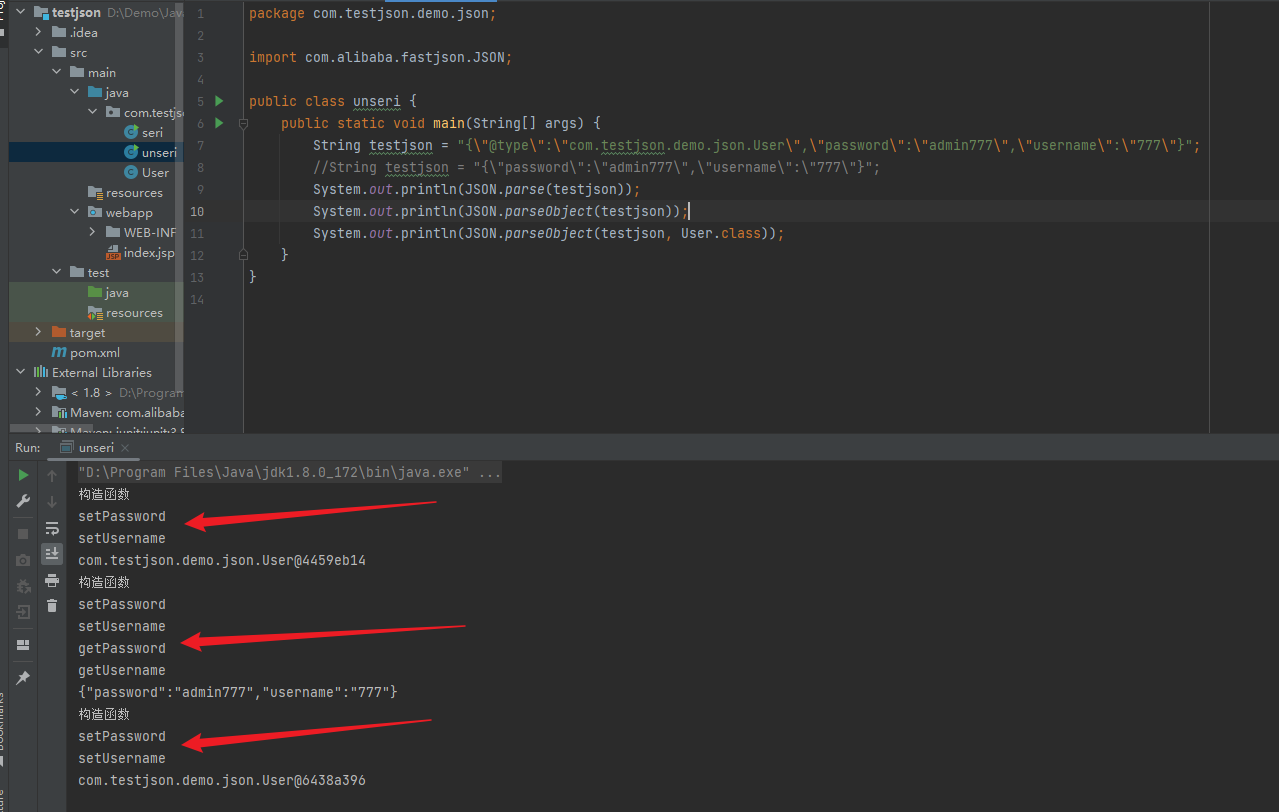 testjson D:\Demo\Java
.idea
src
main
java
com.testjs
seri
unseri
User
resources
webapp
WEB-INF
index.jsp
test
java
resources
target
pom.xml
External Libraries
< 1.8 > D:\Program
Maven: com.alibaba
1 package com.testjson.demo.json;
2
3 import com.alibaba.fastjson.JSON;
4
5 public class unseri {
6 public static void main(String[] args) {
7 String testjson = "{\"@type\":\"com.testjson.demo.json.User\",\"password\":\"admin777\",\"username\":\"777\"}";
8 //String testjson = "{\"password\":\"admin777\",\"username\":\"777\"}";
9 System.out.println(JSON.parse(testjson));
10 System.out.println(JSON.parseObject(testjson));
11 System.out.println(JSON.parseObject(testjson, User.class));
12 }
13 }
14
Run: unseri
"D:\Program Files\Java\jdk1.8.0_172\bin\java.exe" ...
构造函数
setPassword
setUsername
com.testjson.demo.json.User@4459eb14
构造函数
setPassword
setUsername
getPassword
getUsername
{"password":"admin777","username":"777"}
构造函数
setPassword
setUsername
com.testjson.demo.json.User@6438a396